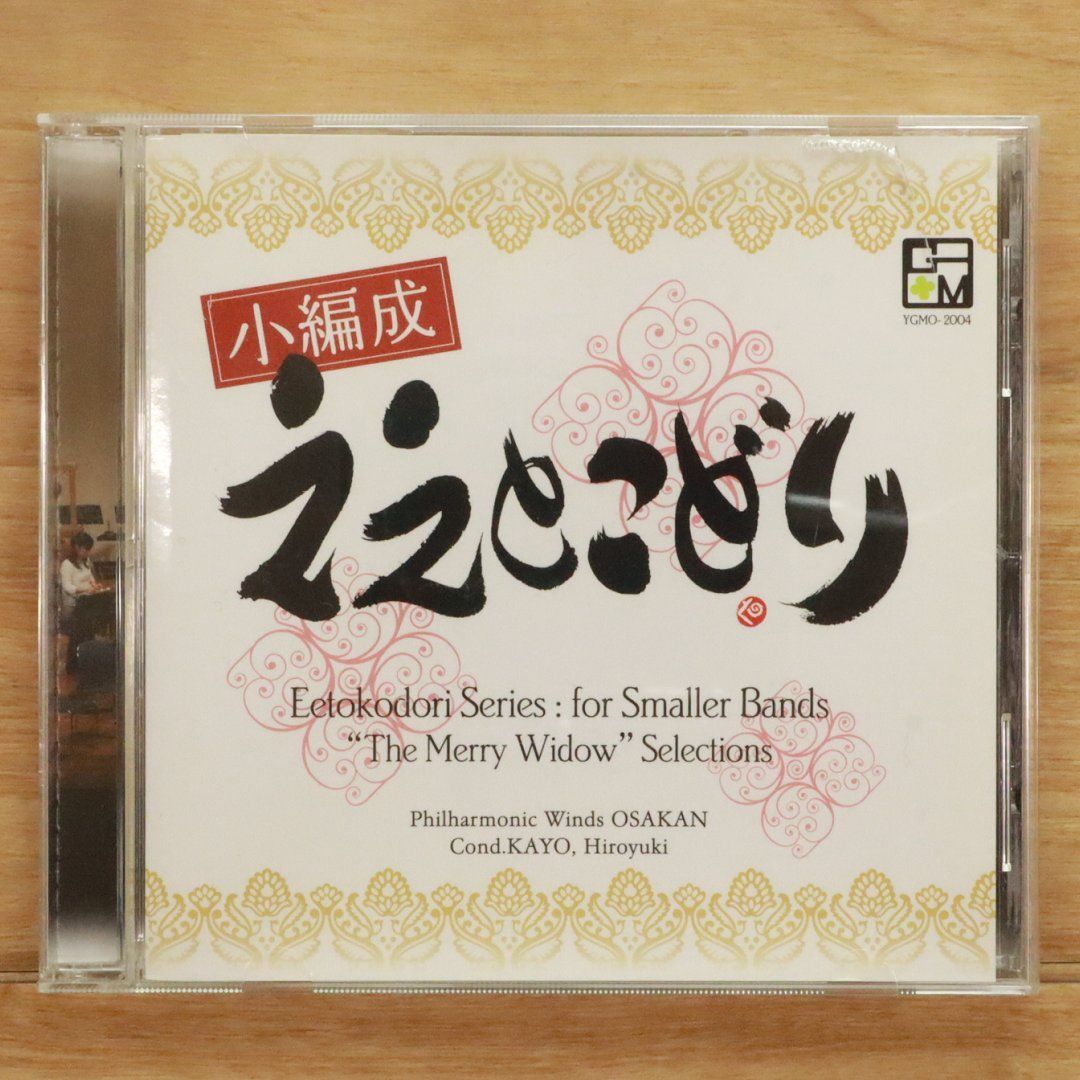 GAM
YGMO-2004
小編成
ええとこどり
Eetokodori Series : for Smaller Bands
“The Merry Widow” Selections
Philharmonic Winds OSAKAN
Cond.KAYO, Hiroyuki